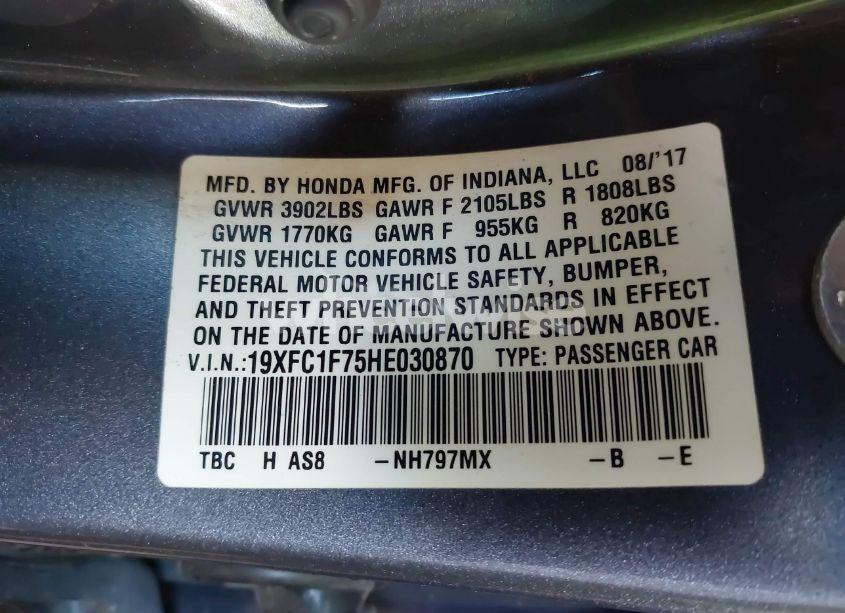 MFD. BY HONDA MFG. OF INDIANA, LLC 08/'17
GVWR 3902LBS GAWR F 2105LBS R 1808LBS
GVWR 1770KG GAWR F 955KG R 820KG
THIS VEHICLE CONFORMS TO ALL APPLICABLE
FEDERAL MOTOR VEHICLE SAFETY, BUMPER,
AND THEFT PREVENTION STANDARDS IN EFFECT
ON THE DATE OF MANUFACTURE SHOWN ABOVE.
V.I.N.:19XFC1F75HE030870 TYPE: PASSENGER CAR
TBC H AS8 -NH797MX -B -E